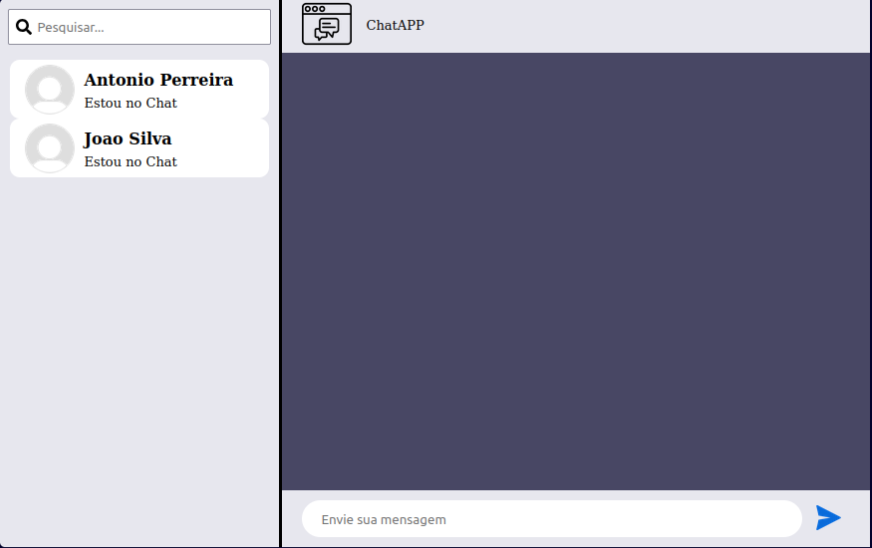 Pesquisar...
Antonio Perreira
Estou no Chat
Joao Silva
Estou no Chat
ChatAPP
Envie sua mensagem